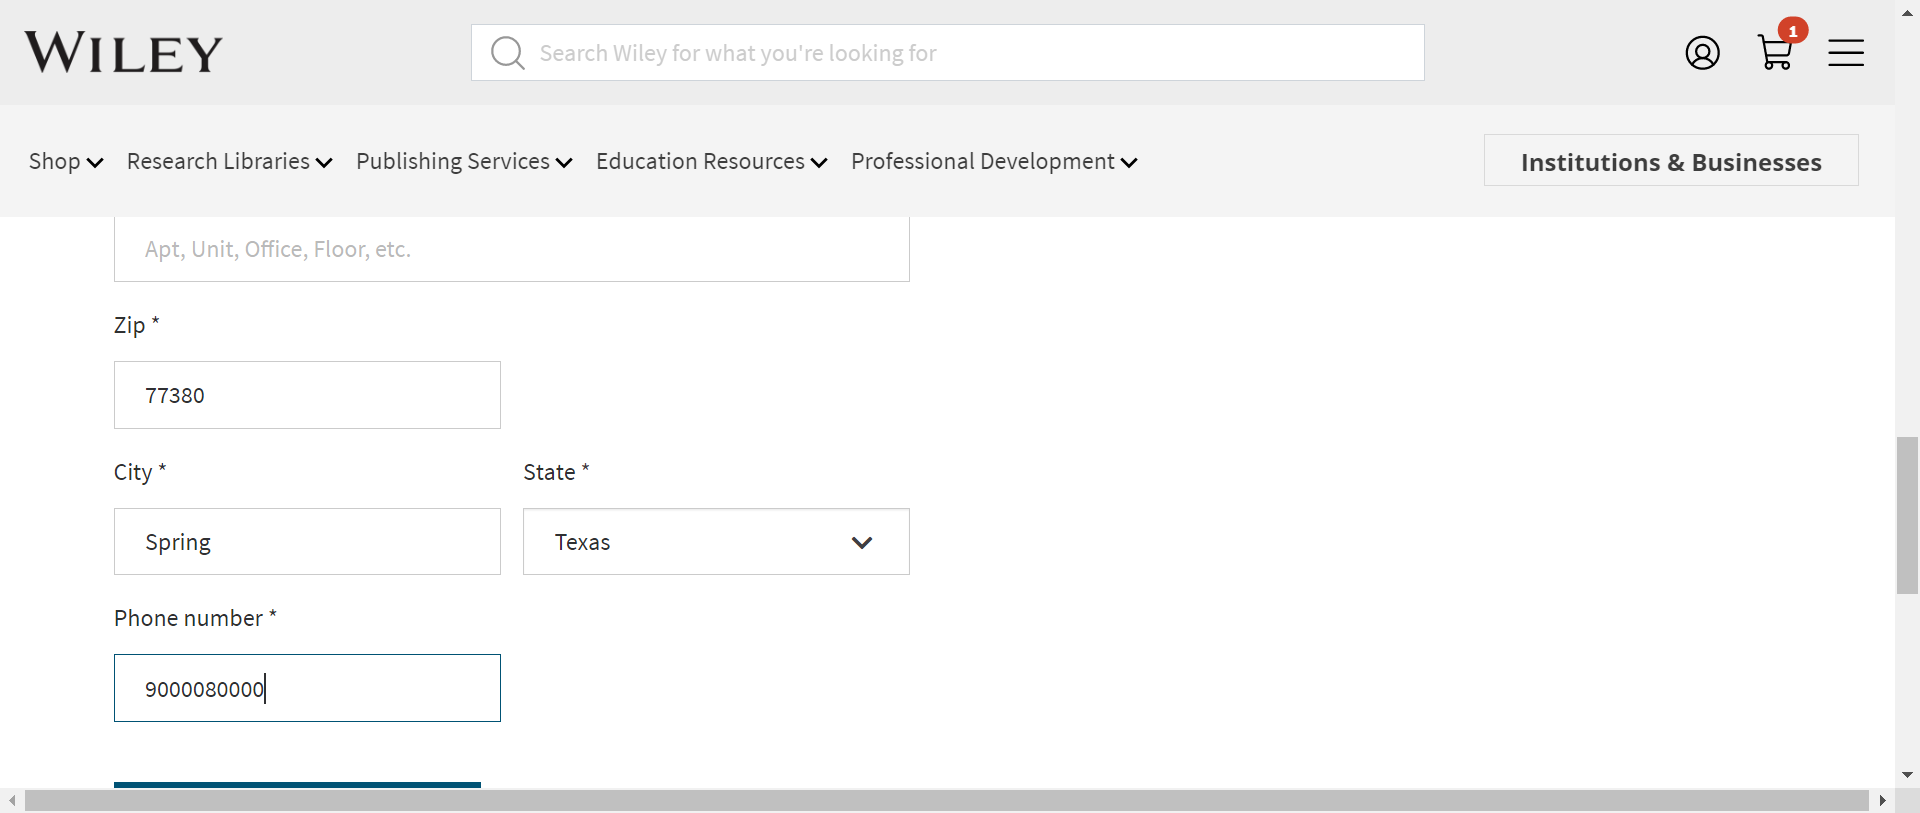 WILEY
Search Wiley for what you're looking for
1
Shop Research Libraries Publishing Services Education Resources Professional Development
Institutions & Businesses
Apt, Unit, Office, Floor, etc.
Zip *
77380
City *
State *
Spring
Texas
Phone number *
9000080000